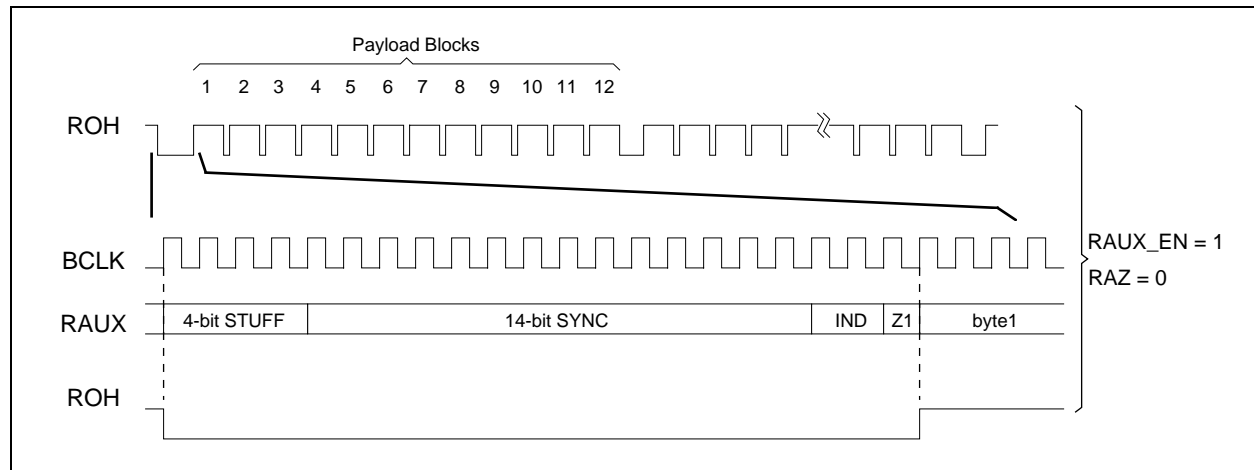 Payload Blocks
1 2 3 4 5 6 7 8 9 10 11 12
ROH
BCLK
RAUX_EN = 1
RAZ = 0
RAUX 4-bit STUFF 14-bit SYNC IND Z1 byte1
ROH